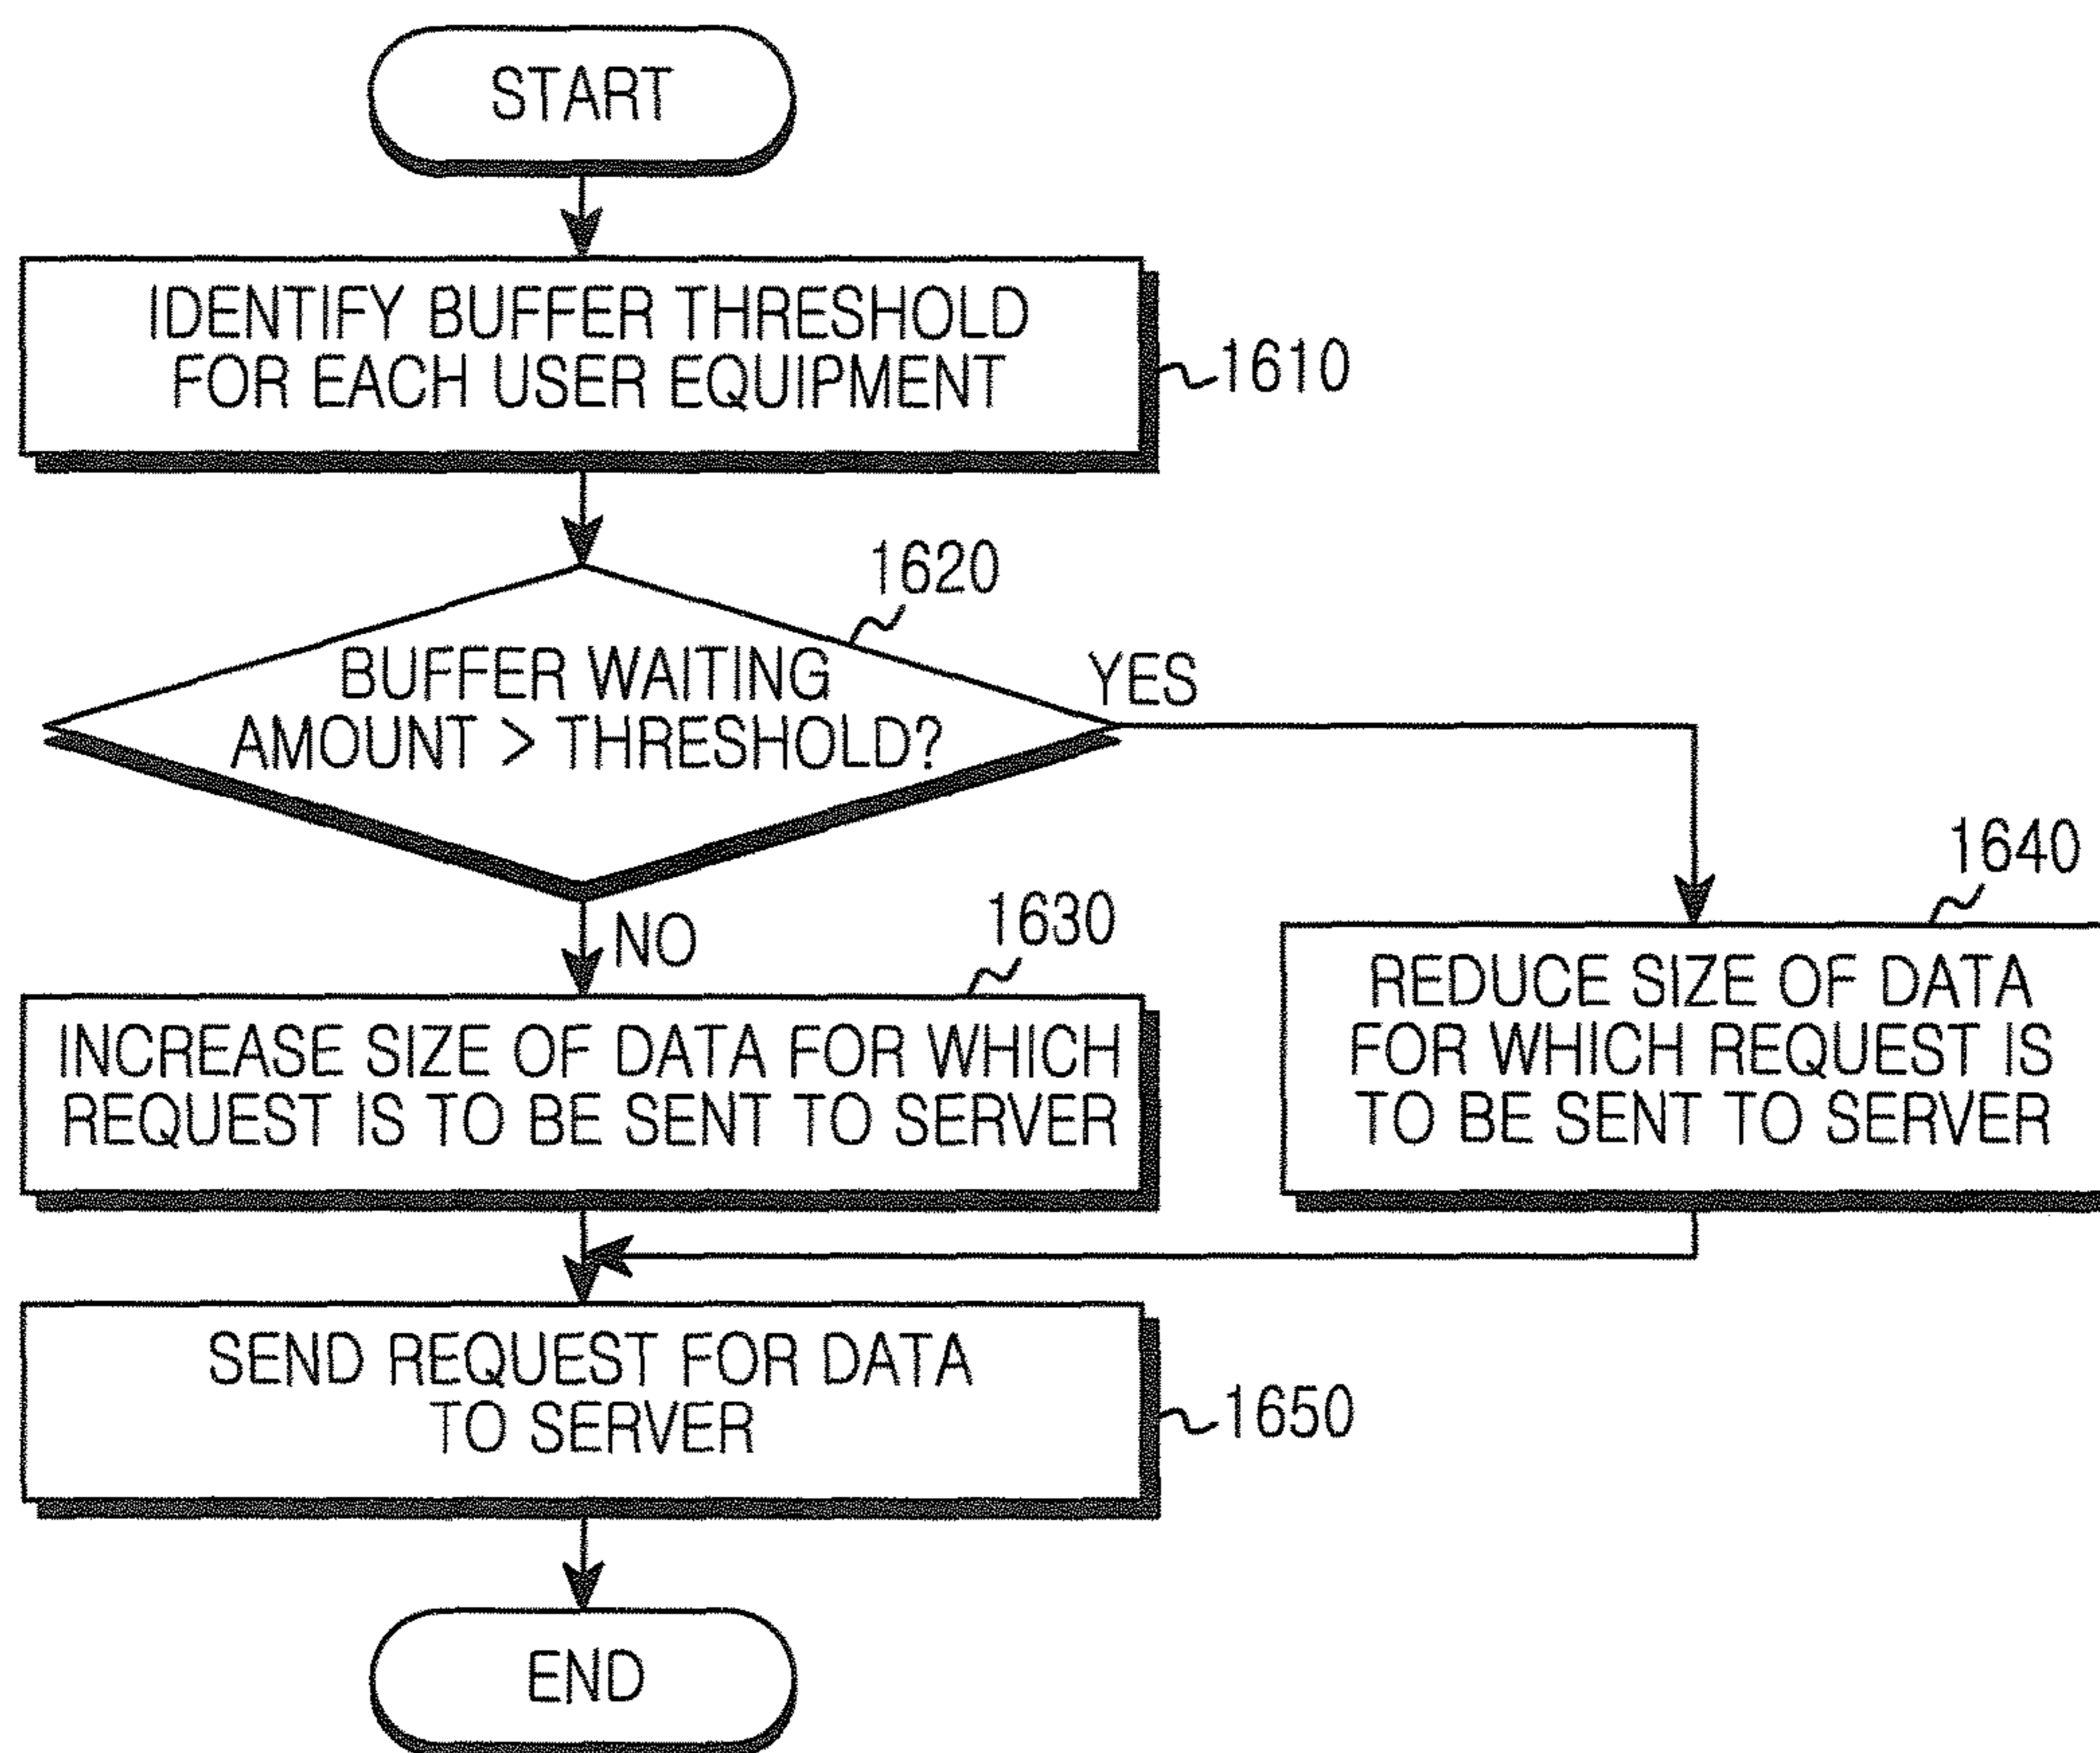 START
IDENTIFY BUFFER THRESHOLD
FOR EACH USER EQUIPMENT
1610
1620
BUFFER WAITING
AMOUNT > THRESHOLD?
YES
NO
1630
INCREASE SIZE OF DATA FOR WHICH
REQUEST IS TO BE SENT TO SERVER
1640
REDUCE SIZE OF DATA
FOR WHICH REQUEST IS
TO BE SENT TO SERVER
SEND REQUEST FOR DATA
TO SERVER
1650
END